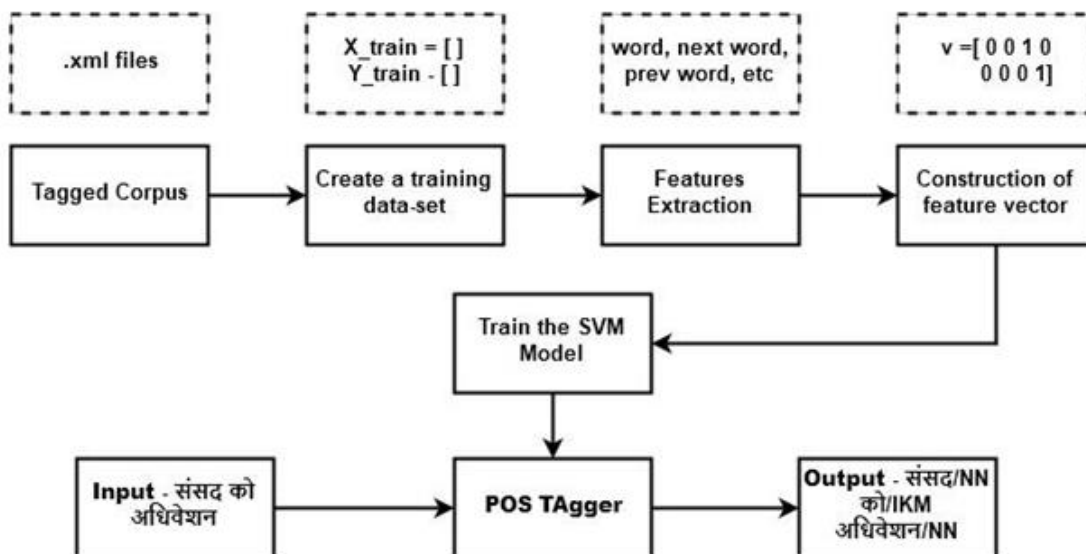 .xml files
X_train = [ ]
Y_train - [ ]
word, next word,
prev word, etc
v =[ 0 0 1 0
0 0 0 1]
Tagged Corpus
Create a training
data-set
Features
Extraction
Construction of
feature vector
Train the SVM
Model
Input - संसद को
अधिवेशन
POS TAgger
Output - संसद/NN
को/IKM
अधिवेशन/NN